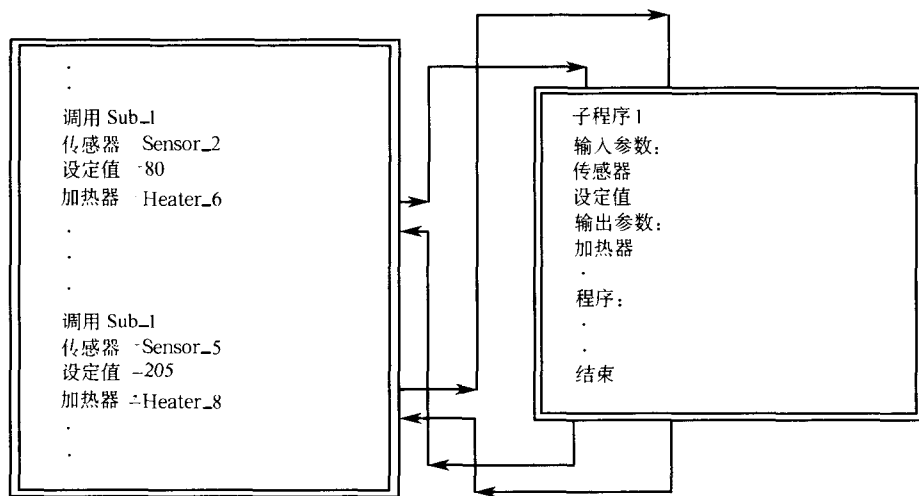 调用 Sub_1
传感器 Sensor_2
设定值 -80
加热器 Heater_6
调用 Sub_1
传感器 -Sensor_5
设定值 -205
加热器 -Heater_8
子程序1
输入参数:
传感器
设定值
输出参数:
加热器
程序:
结束